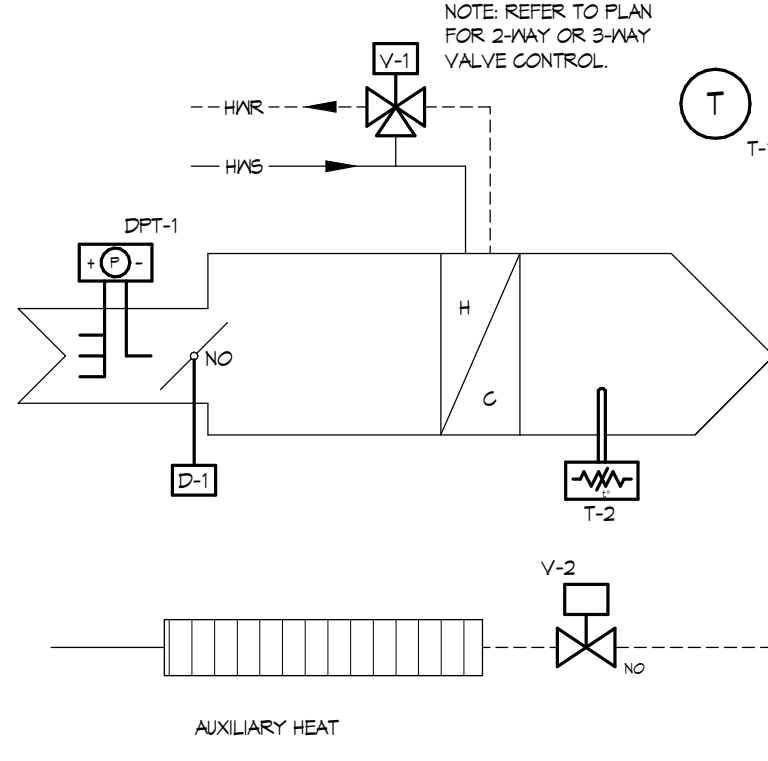 NOTE: REFER TO PLAN
FOR 2-WAY OR 3-WAY
VALVE CONTROL.
V-1
HWR
T
T-
HWS
DPT-1
+ P -
H
NO
C
D-1
t°
T-2
V-2
NO
AUXILIARY HEAT